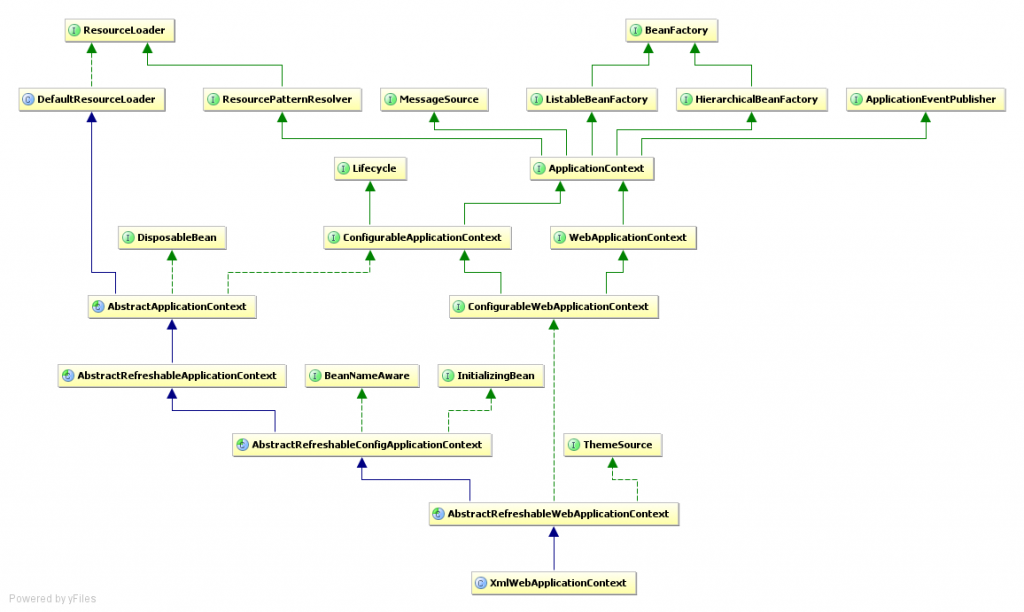 ResourceLoader
BeanFactory
DefaultResourceLoader
ResourcePatternResolver
MessageSource
ListableBeanFactory
HierarchicalBeanFactory
ApplicationEventPublisher
Lifecycle
ApplicationContext
DisposableBean
ConfigurableApplicationContext
WebApplicationContext
AbstractApplicationContext
ConfigurableWebApplicationContext
AbstractRefreshableApplicationContext
BeanNameAware
InitializingBean
AbstractRefreshableConfigApplicationContext
ThemeSource
AbstractRefreshableWebApplicationContext
XmlWebApplicationContext
Powered by yFiles